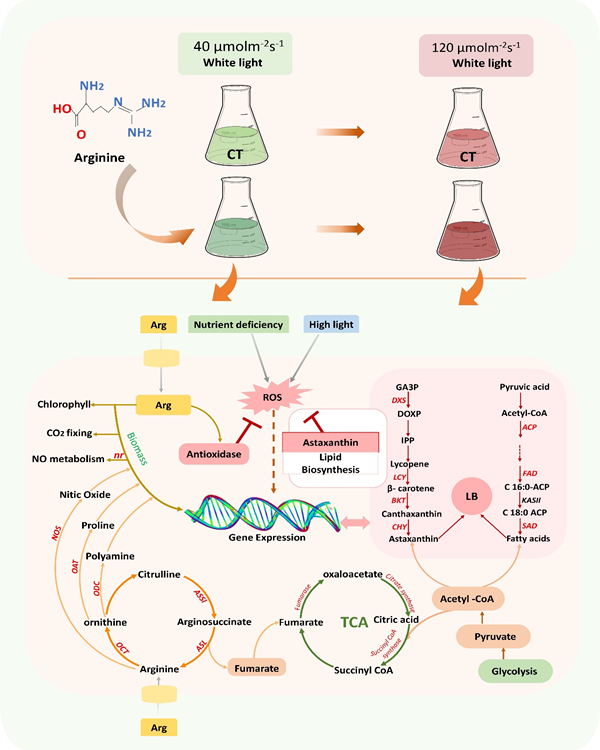 40 µmolm⁻²s⁻¹
White light
120 µmolm⁻²s⁻¹
White light
NH2
HO
O
N
NH2
NH2
Arginine
CT
CT
Arg
Nutrient deficiency
High light
Chlorophyll
Arg
ROS
CO2 fixing
Biomass
NO metabolism
nr
Antioxidase
Astaxanthin
Lipid
Biosynthesis
Nitic Oxide
NOS
Proline
OAT
Polyamine
ODC
Gene Expression
GA3P
DXS
DOXP
IPP
Lycopene
LCY
β- carotene
BKT
Canthaxanthin
CHY
Astaxanthin
LB
Pyruvic acid
Acetyl-CoA
ACP
FAD
C 16:0-ACP
KASII
C 18:0 ACP
SAD
Fatty acids
Citrulline
ASSI
ornithine
Arginosuccinate
OCT
ASL
Arginine
Arg
Fumarate
oxaloacetate
Fumarase
Citrate synthase
Fumarate
TCA
Citric acid
Succinyl CoA
synthase
Succinyl CoA
Acetyl -CoA
Pyruvate
Glycolysis